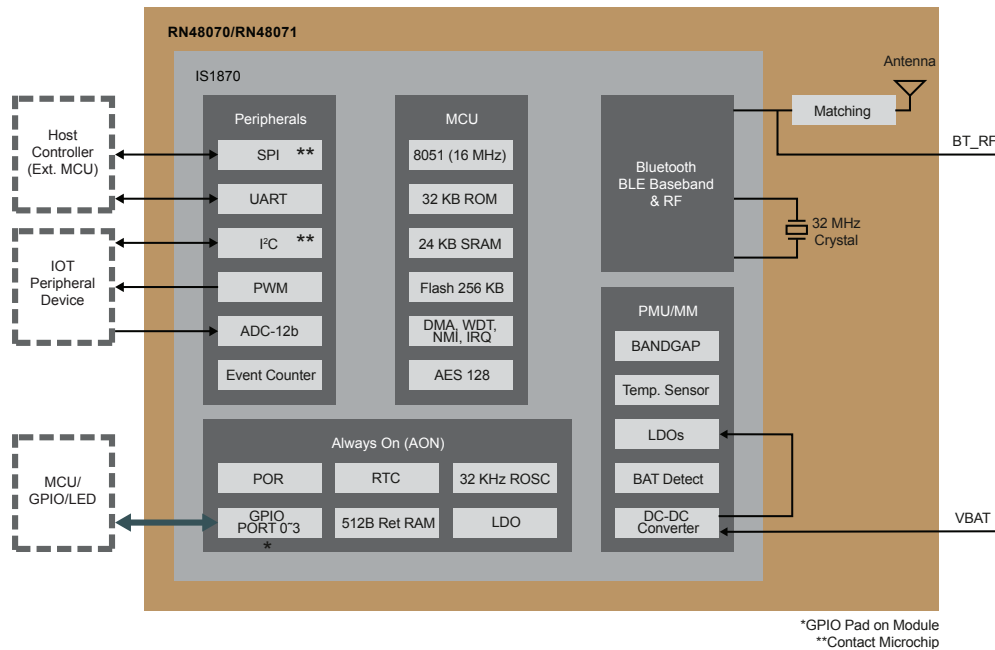 RN48070/RN48071
IS1870
Host
Controller
(Ext. MCU)
IOT
Peripheral
Device
MCU/
GPIO/LED
Peripherals
SPI **
UART
I²C **
PWM
ADC-12b
Event Counter
MCU
8051 (16 MHz)
32 KB ROM
24 KB SRAM
Flash 256 KB
DMA, WDT,
NMI, IRQ
AES 128
Bluetooth
BLE Baseband
& RF
Antenna
Matching
BT_RF
32 MHz
Crystal
PMU/MM
BANDGAP
Temp. Sensor
LDOs
BAT Detect
DC-DC
Converter
VBAT
Always On (AON)
POR
RTC
32 KHz ROSC
GPIO
PORT 0~3
*
512B Ret RAM
LDO
*GPIO Pad on Module
**Contact Microchip